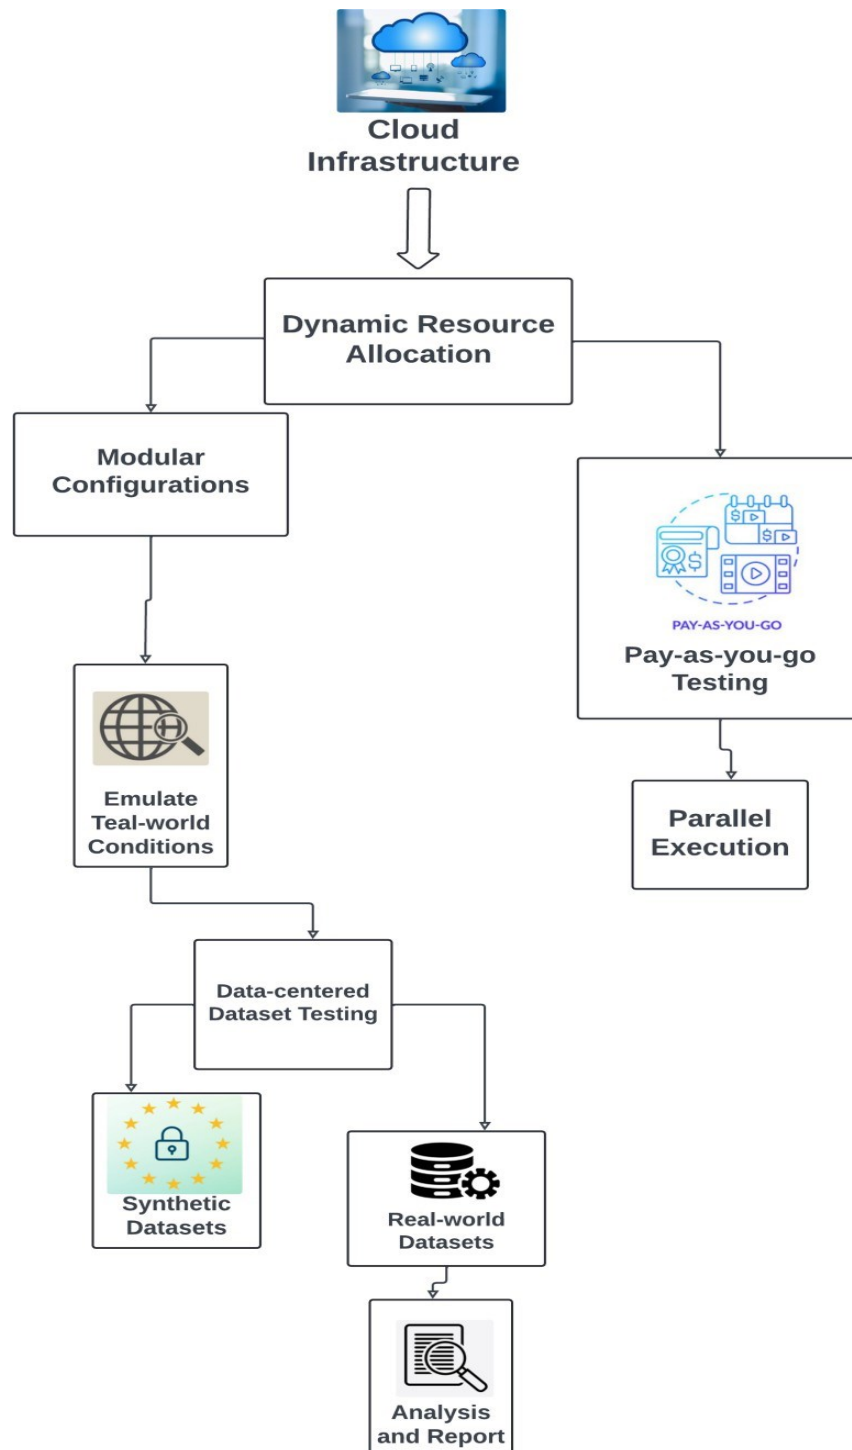 Cloud
Infrastructure
Dynamic Resource
Allocation
Modular
Configurations
PAY-AS-YOU-GO
Pay-as-you-go
Testing
Emulate
Teal-world
Conditions
Parallel
Execution
Data-centered
Dataset Testing
Synthetic
Datasets
Real-world
Datasets
Analysis
and Report